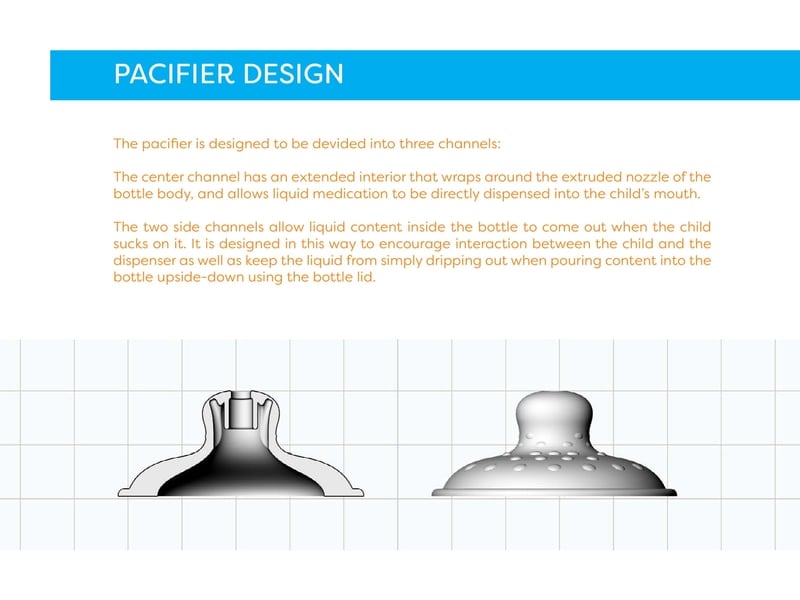 PACIFIER DESIGN
The pacifier is designed to be devided into three channels:
The center channel has an extended interior that wraps around the extruded nozzle of the
bottle body, and allows liquid medication to be directly dispensed into the child's mouth.
The two side channels allow liquid content inside the bottle to come out when the child
sucks on it. It is designed in this way to encourage interaction between the child and the
dispenser as well as keep the liquid from simply dripping out when pouring content into the
bottle upside-down using the bottle lid.